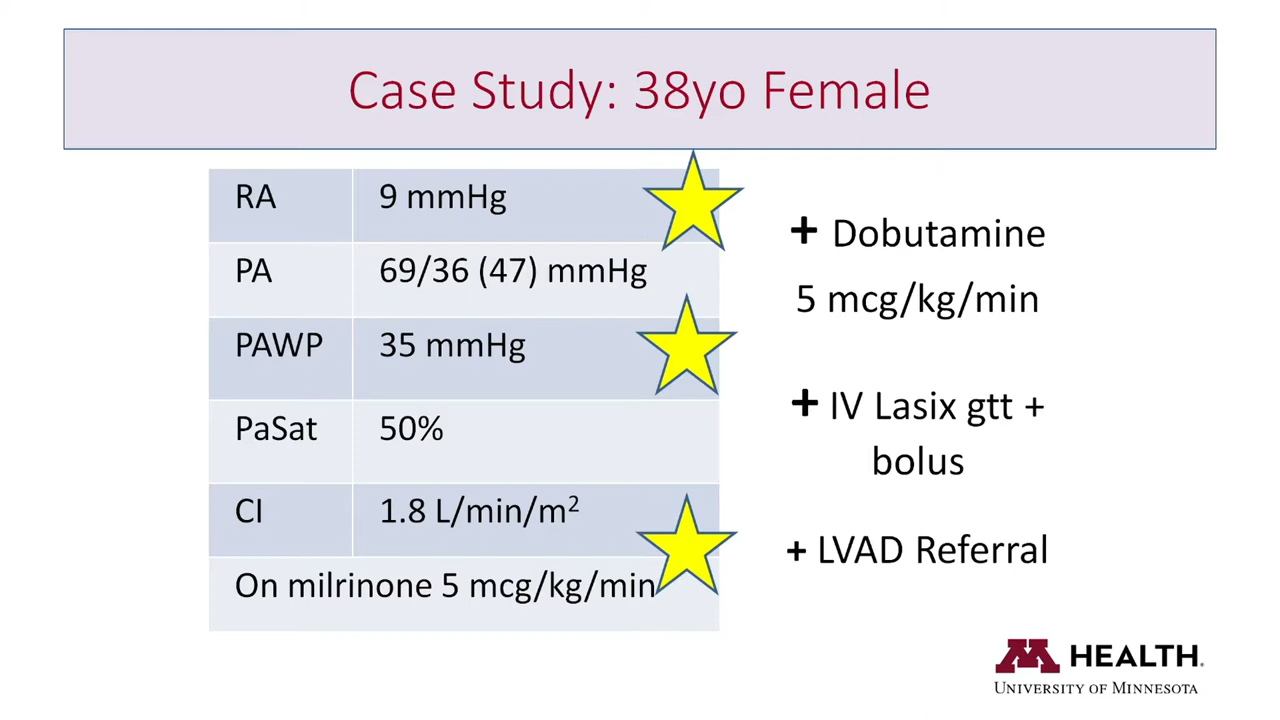 Case Study: 38yo Female
RA 9 mmHg
PA 69/36 (47) mmHg
PAWP 35 mmHg
PaSat 50%
CI 1.8 L/min/m²
On milrinone 5 mcg/kg/min
+ Dobutamine
5 mcg/kg/min
+ IV Lasix gtt +
bolus
+ LVAD Referral
M HEALTH.
UNIVERSITY OF MINNESOTA